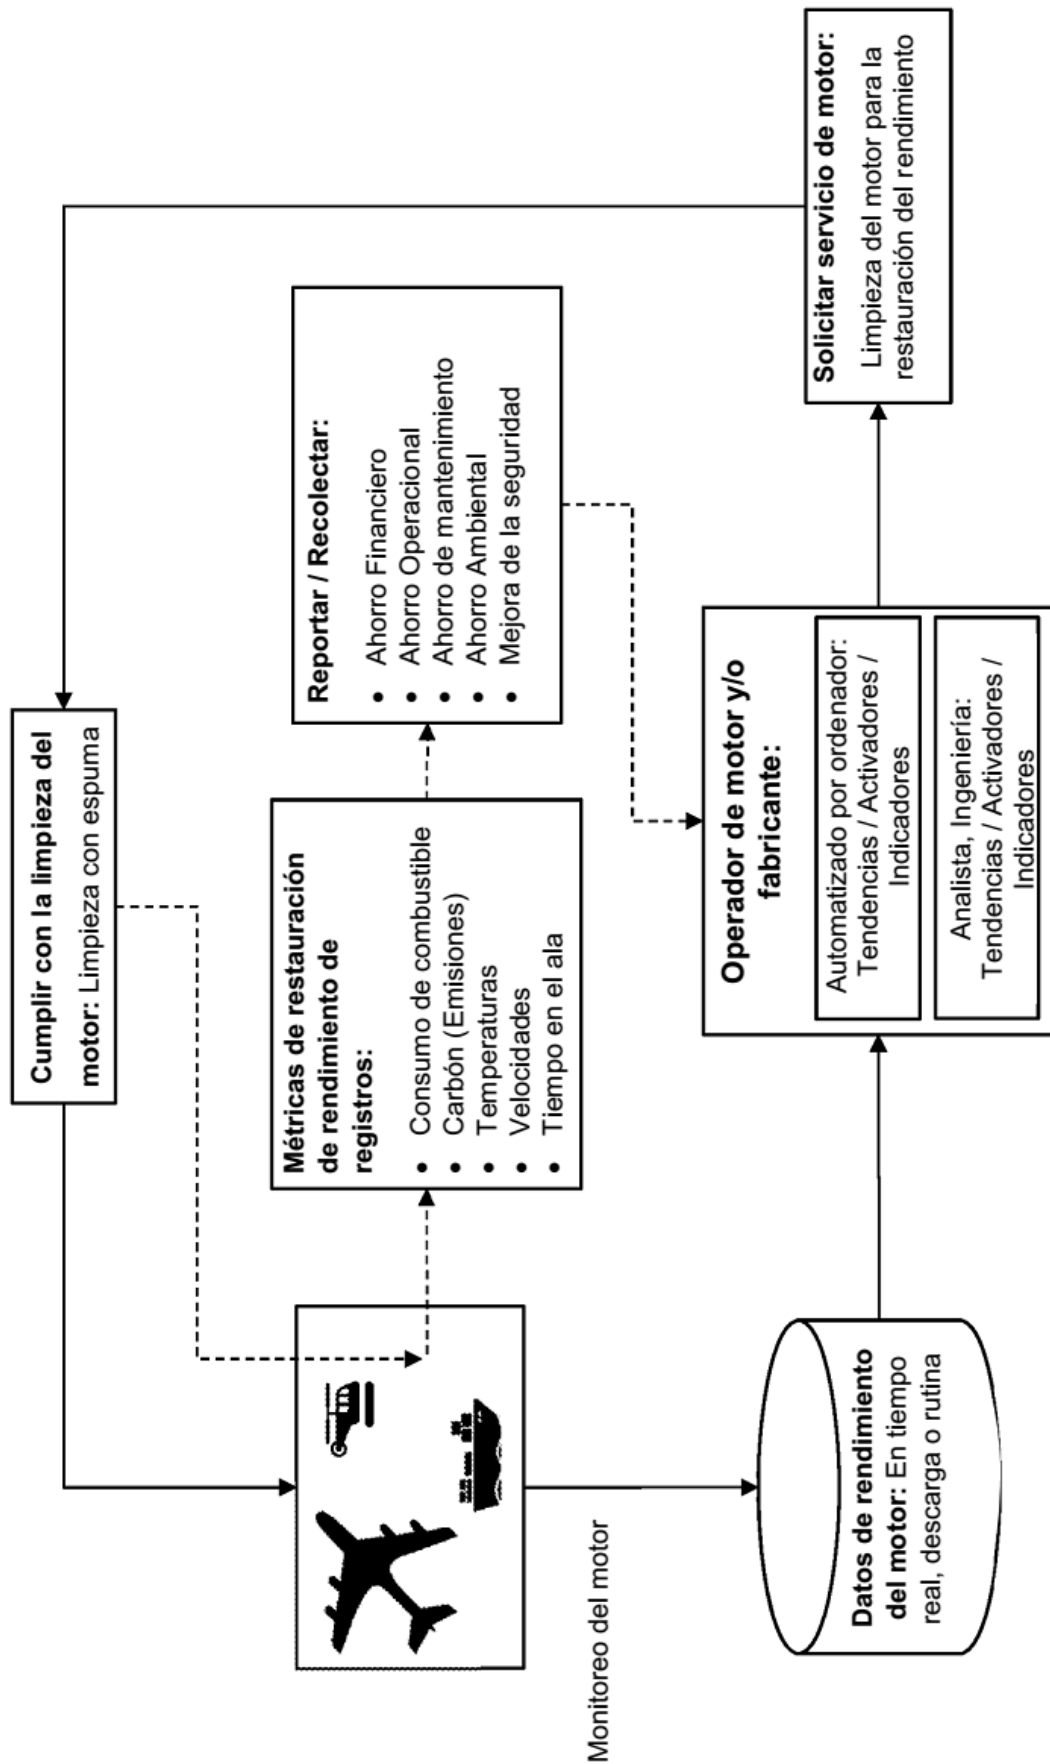 Cumplir con la limpieza del
motor: Limpieza con espuma
Métricas de restauración
de rendimiento de
registros:
• Consumo de combustible
• Carbón (Emisiones)
• Temperaturas
• Velocidades
• Tiempo en el ala
Reportar / Recolectar:
• Ahorro Financiero
• Ahorro Operacional
• Ahorro de mantenimiento
• Ahorro Ambiental
• Mejora de la seguridad
Monitoreo del motor
Datos de rendimiento
del motor: En tiempo
real, descarga o rutina
Operador de motor y/o
fabricante:
Automatizado por ordenador:
Tendencias / Activadores /
Indicadores
Analista, Ingeniería:
Tendencias / Activadores /
Indicadores
Solicitar servicio de motor:
Limpieza del motor para la
restauración del rendimiento